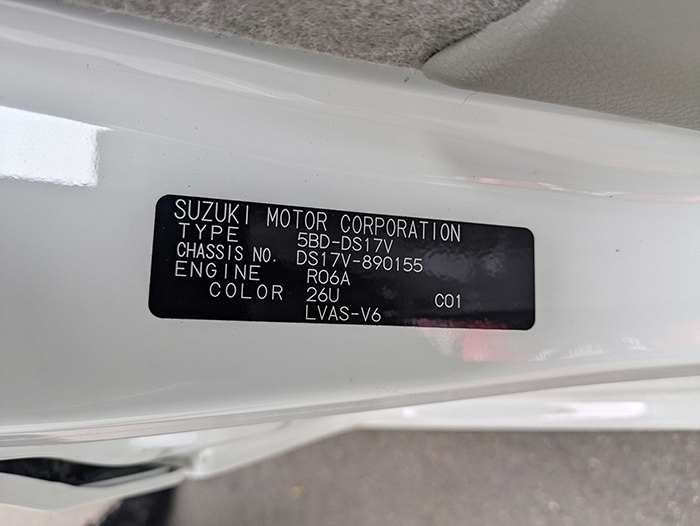 SUZUKI MOTOR CORPORATION
TYPE 5BD-DS17V
CHASSIS NO. DS17V-890155
ENGINE R06A
COLOR 26U C01
LVAS-V6